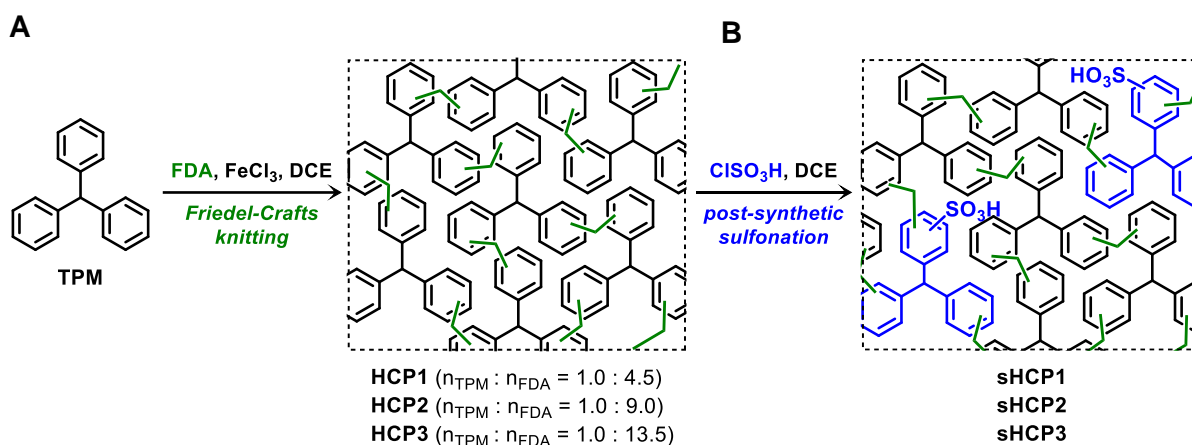 A
B
TPM
FDA, FeCl₃, DCE
Friedel-Crafts
knitting
HCP1 (nTPM : nFDA = 1.0 : 4.5)
HCP2 (nTPM : nFDA = 1.0 : 9.0)
HCP3 (nTPM : nFDA = 1.0 : 13.5)
ClSO₃H, DCE
post-synthetic
sulfonation
HO₃S
SO₃H
sHCP1
sHCP2
sHCP3